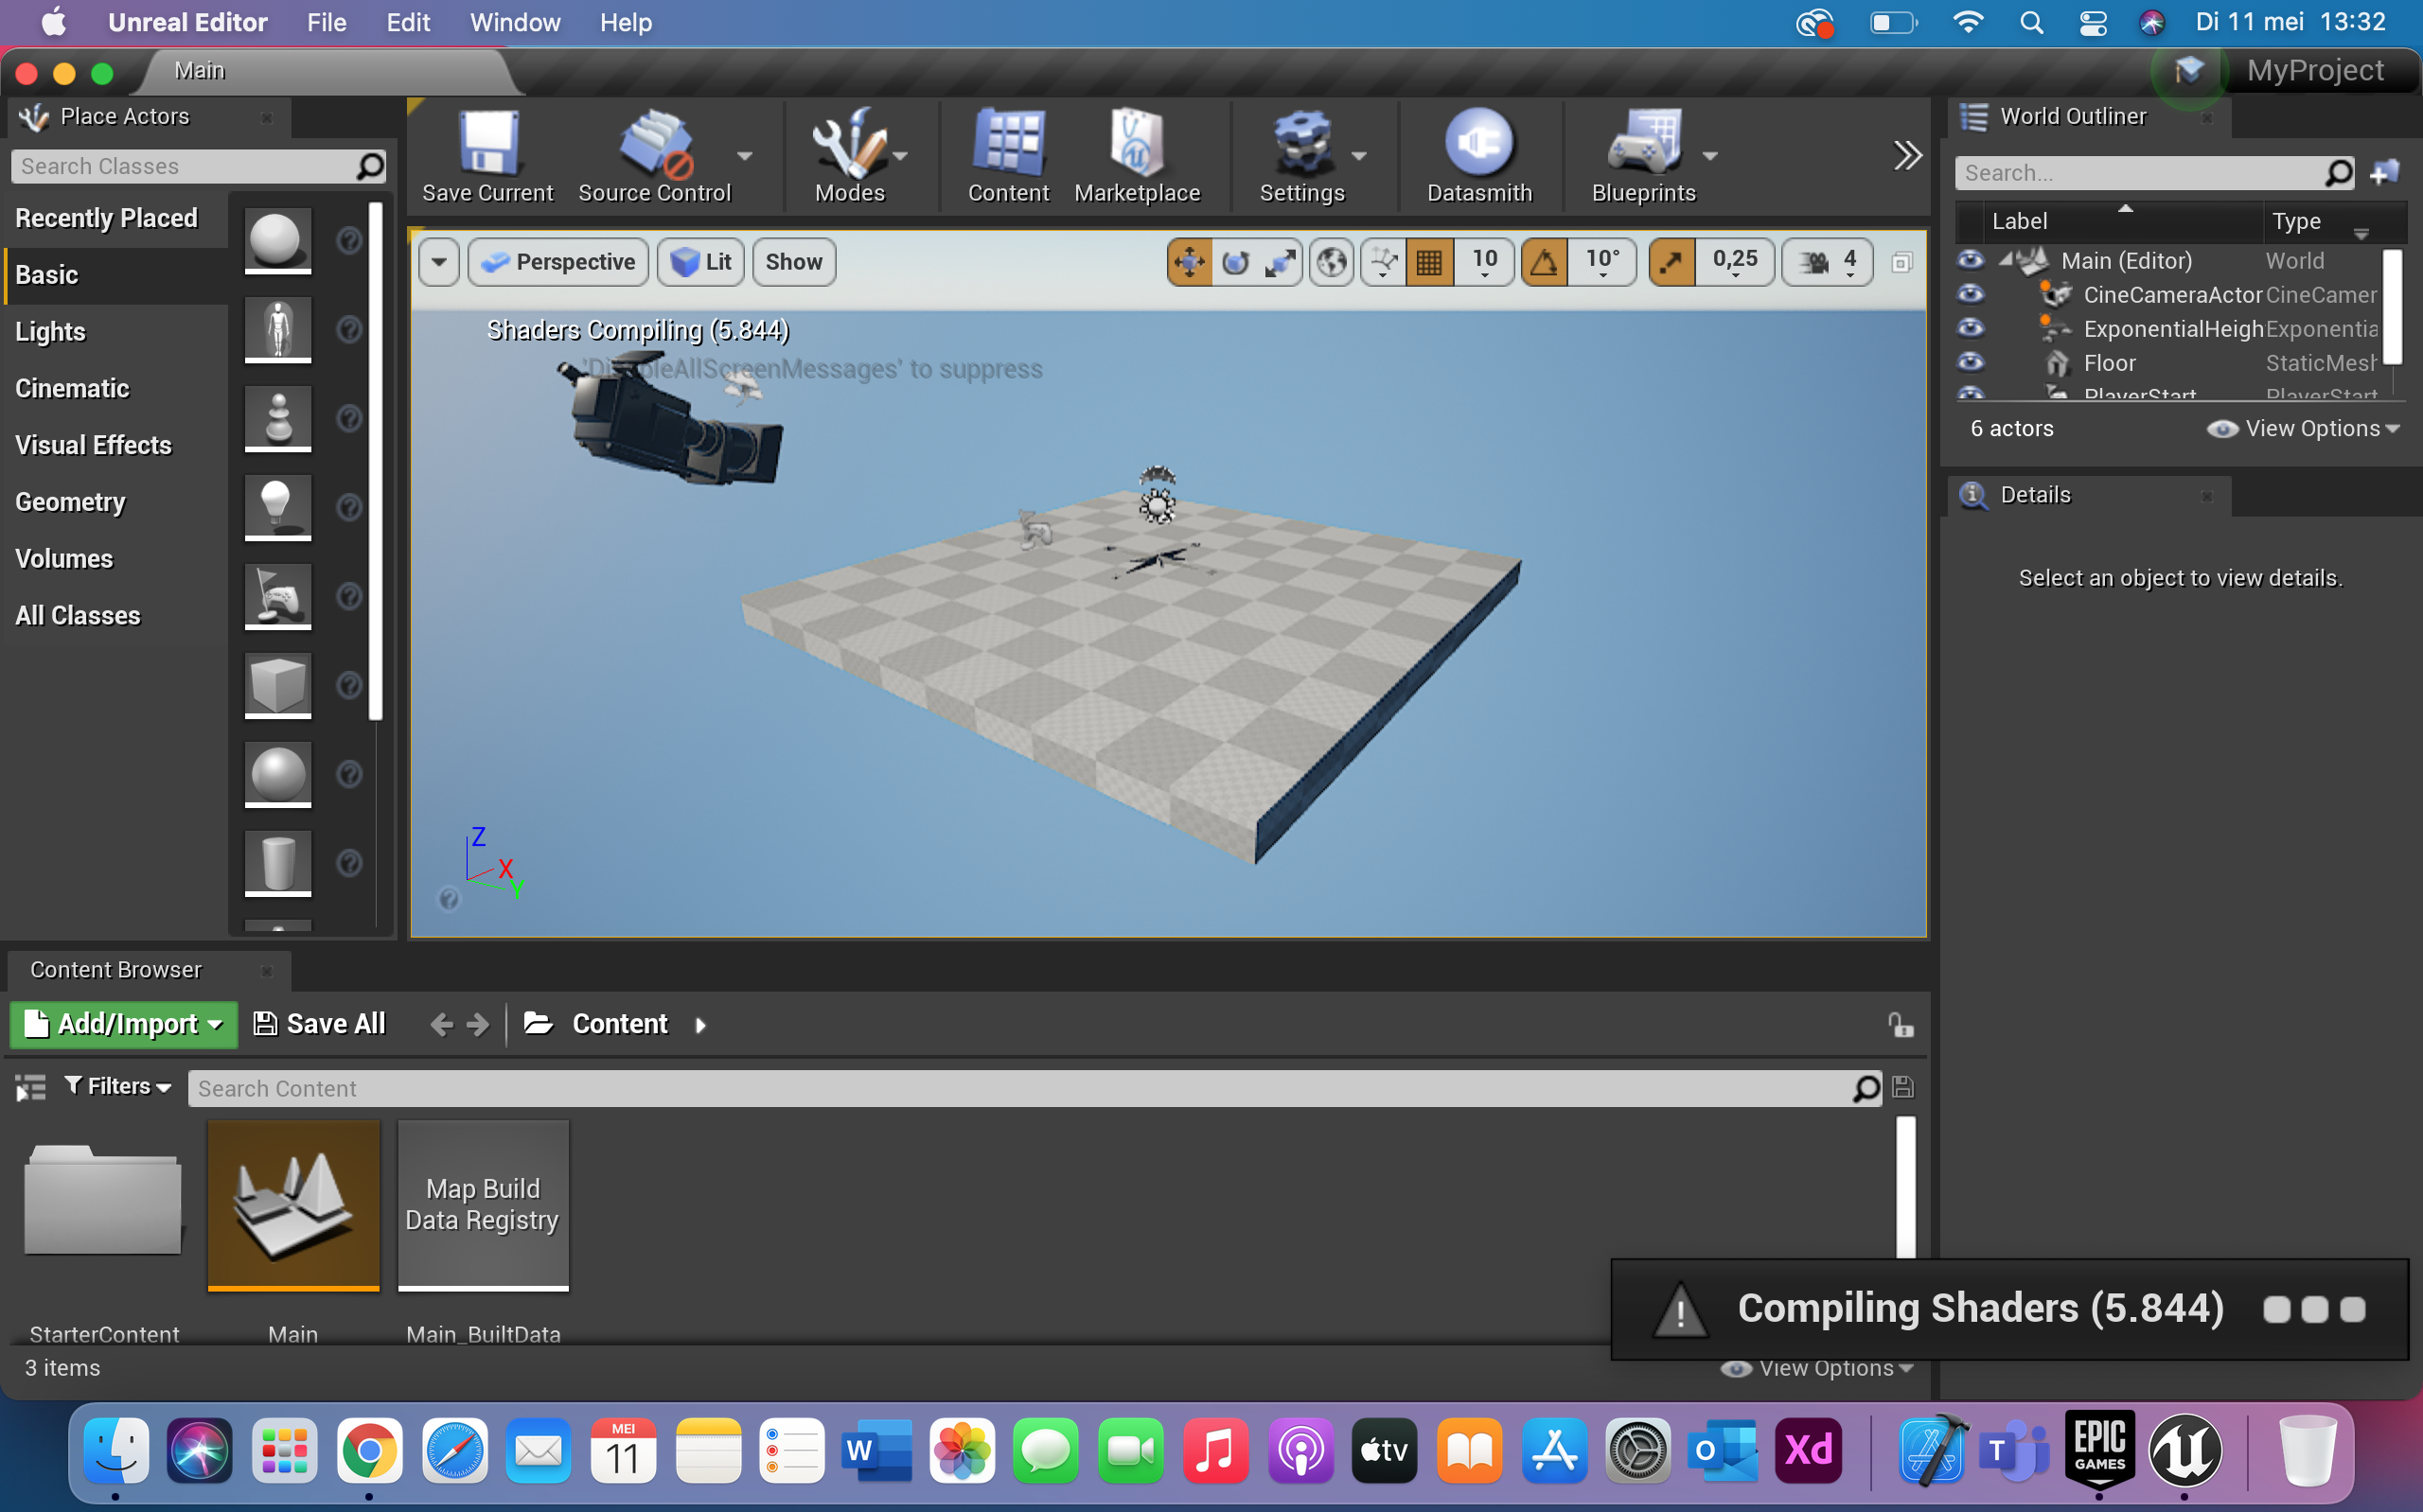 Unreal Editor File Edit Window Help Di 11 mei 13:32
Main MyProject
Place Actors
Search Classes
Recently Placed
Basic
Lights
Cinematic
Visual Effects
Geometry
Volumes
All Classes
Save Current Source Control Modes Content Marketplace Settings Datasmith Blueprints
Perspective Lit Show 10 10° 0,25 4
Shaders Compiling (5.844)
AllScreenMessages' to suppress
Z
X
Y
World Outliner
Search...
Label Type
Main (Editor) World
CineCameraActor CineCamer
ExponentialHeigh Exponentia
Floor StaticMesh
PlayerStart PlayerStart
6 actors View Options
Details
Select an object to view details.
Content Browser
Add/Import Save All Content
Filters Search Content
Map Build
Data Registry
StarterContent Main Main_BuiltData
3 items View Options
Compiling Shaders (5.844)
MEI
11
W
tv
O
Xd
T
EPIC
GAMES